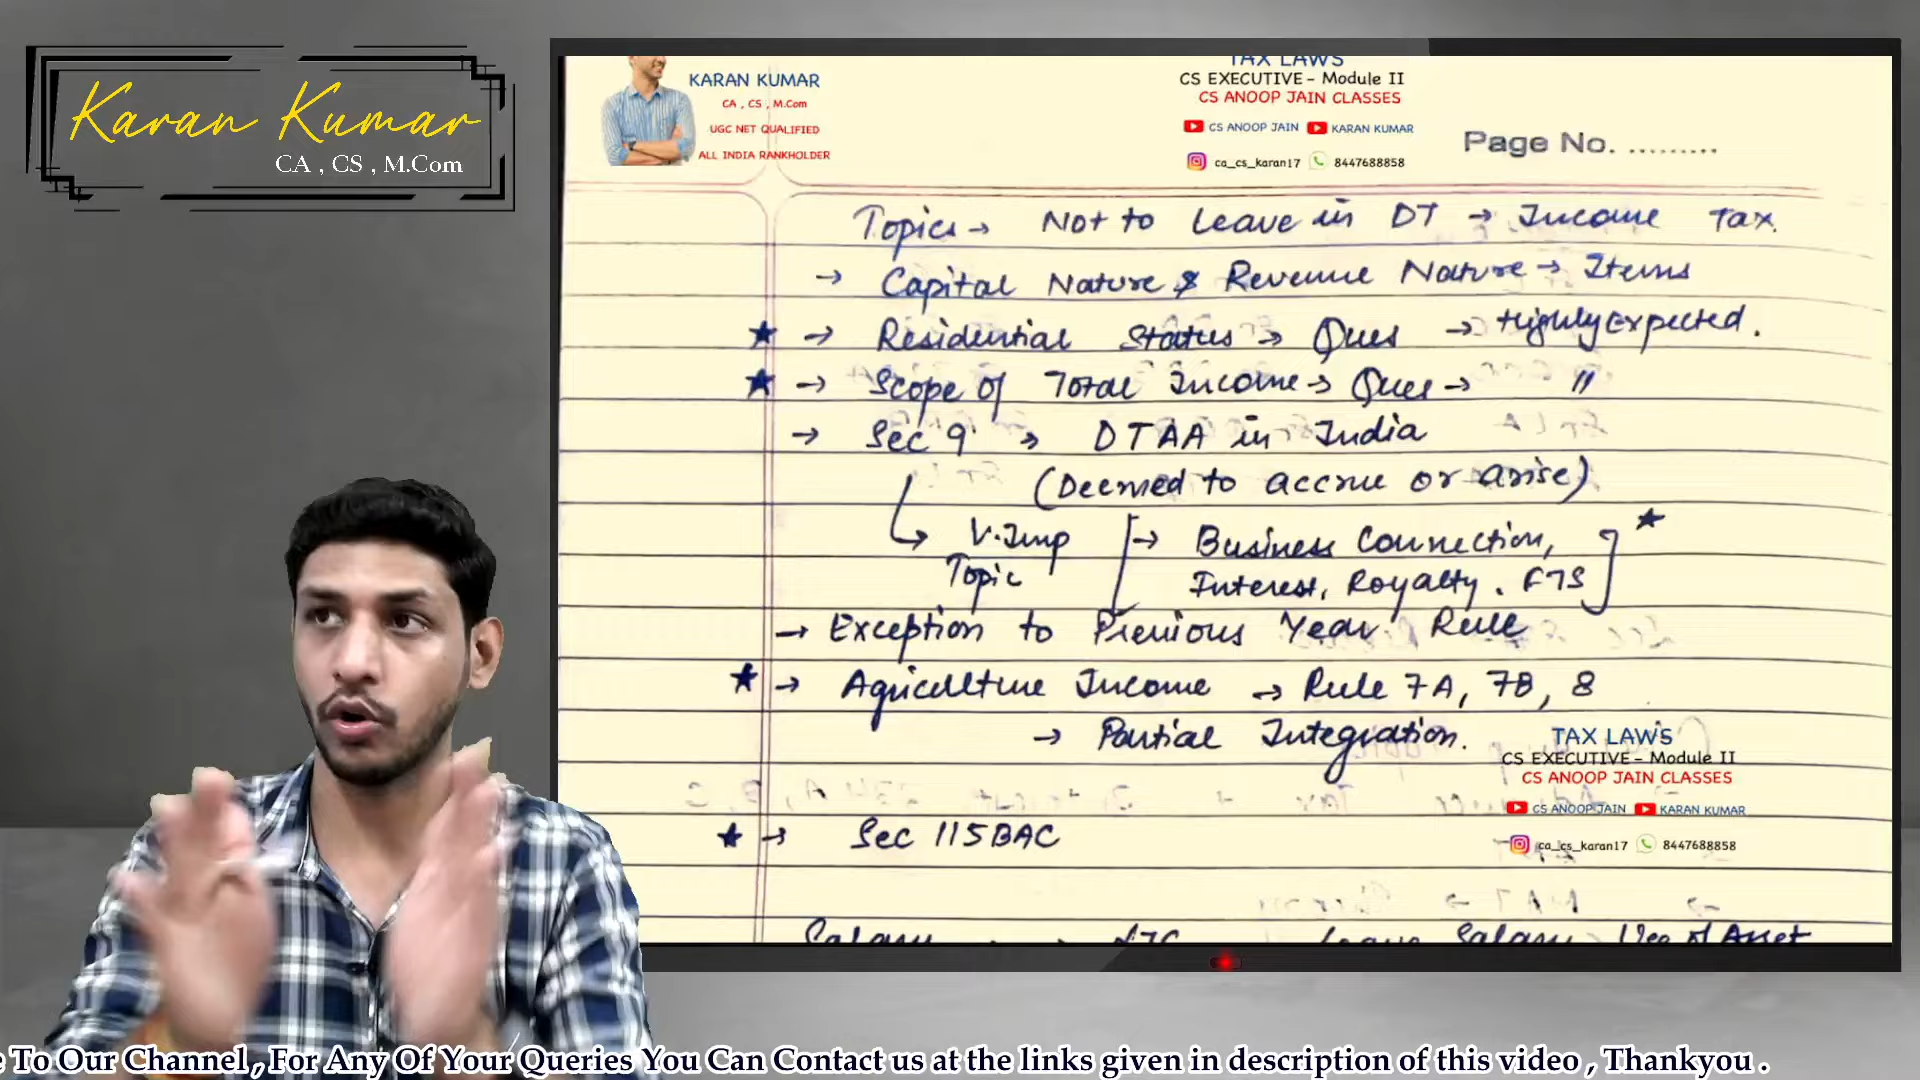 Karan Kumar
CA , CS , M.Com
KARAN KUMAR
CA , CS , M.Com
UGC NET QUALIFIED
ALL INDIA RANKHOLDER
TAX LAWS
CS EXECUTIVE - Module II
CS ANOOP JAIN CLASSES
CS ANOOP JAIN KARAN KUMAR
ca_cs_karan17 8447688858
Page No. .........
Topics → Not to Leave in DT → Income Tax.
→ Capital Nature & Revenue Nature → Items
★ → Residential Status → Ques → Highly Expected.
★ → Scope of Total Income → Ques → "
→ Sec 9 → DTAA in India
(Deemed to accrue or arise)
V. Imp Topic → Business Connection,
Interest, Royalty. FTS ★
→ Exception to Previous Year Rule
★ → Agriculture Income → Rule 7A, 7B, 8
→ Partial Integration.
TAX LAWS
CS EXECUTIVE - Module II
CS ANOOP JAIN CLASSES
CS ANOOP JAIN KARAN KUMAR
ca_cs_karan17 8447688858
★ → Sec 115BAC
Salary Leave Salary
To Our Channel , For Any Of Your Queries You Can Contact us at the links given in description of this video , Thankyou .